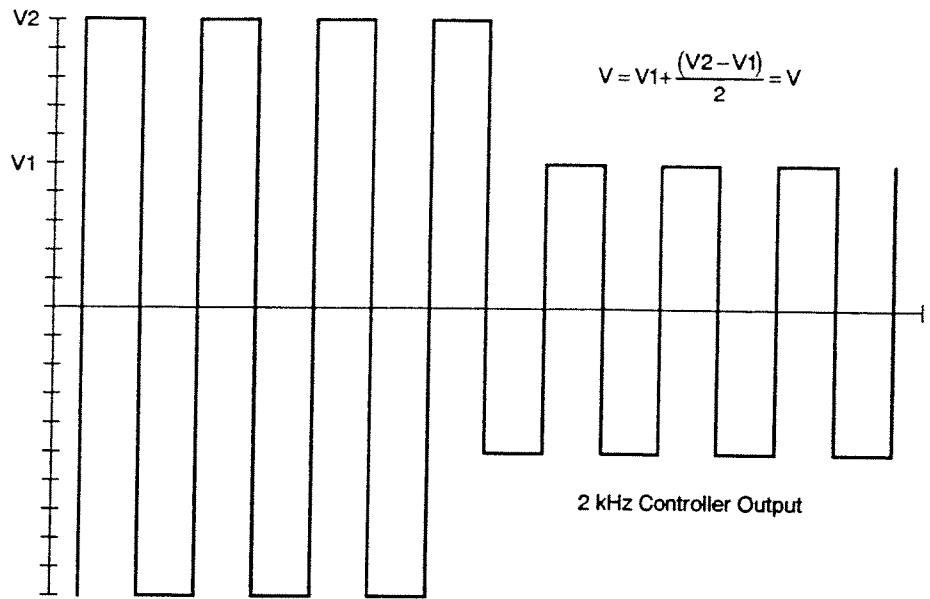 V2
V = V1+ (V2 – V1) / 2 = V
V1
2 kHz Controller Output